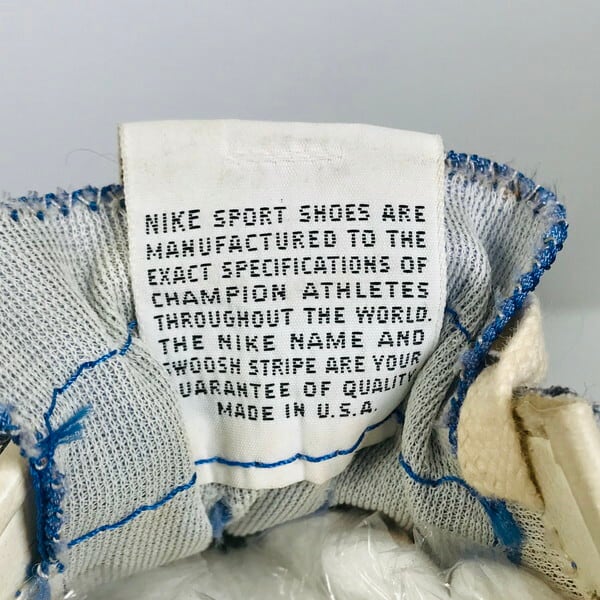 NIKE SPORT SHOES ARE
MANUFACTURED TO THE
EXACT SPECIFICATIONS OF
CHAMPION ATHLETES
THROUGHOUT THE WORLD.
THE NIKE NAME AND
SWOOSH STRIPE ARE YOUR
GUARANTEE OF QUALITY
MADE IN U.S.A.